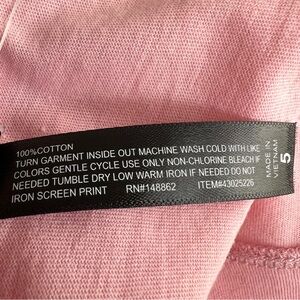 100%COTTON
TURN GARMENT INSIDE OUT MACHINE WASH COLD WITH LIKE
COLORS GENTLE CYCLE USE ONLY NON-CHLORINE BLEACH IF
NEEDED TUMBLE DRY LOW WARM IRON IF NEEDED DO NOT
IRON SCREEN PRINT RN#148862 ITEM#43025226
MADE IN
VIETNAM
5